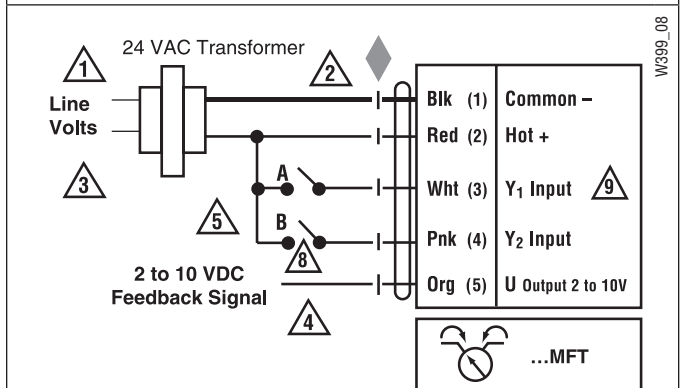 W399_08
24 VAC Transformer
1
2
Line
Volts
3
Blk (1) Common –
Red (2) Hot +
A
Wht (3) Y₁ Input 9
5
B
Pnk (4) Y₂ Input
8
2 to 10 VDC
Feedback Signal
Org (5) U Output 2 to 10V
4
...MFT